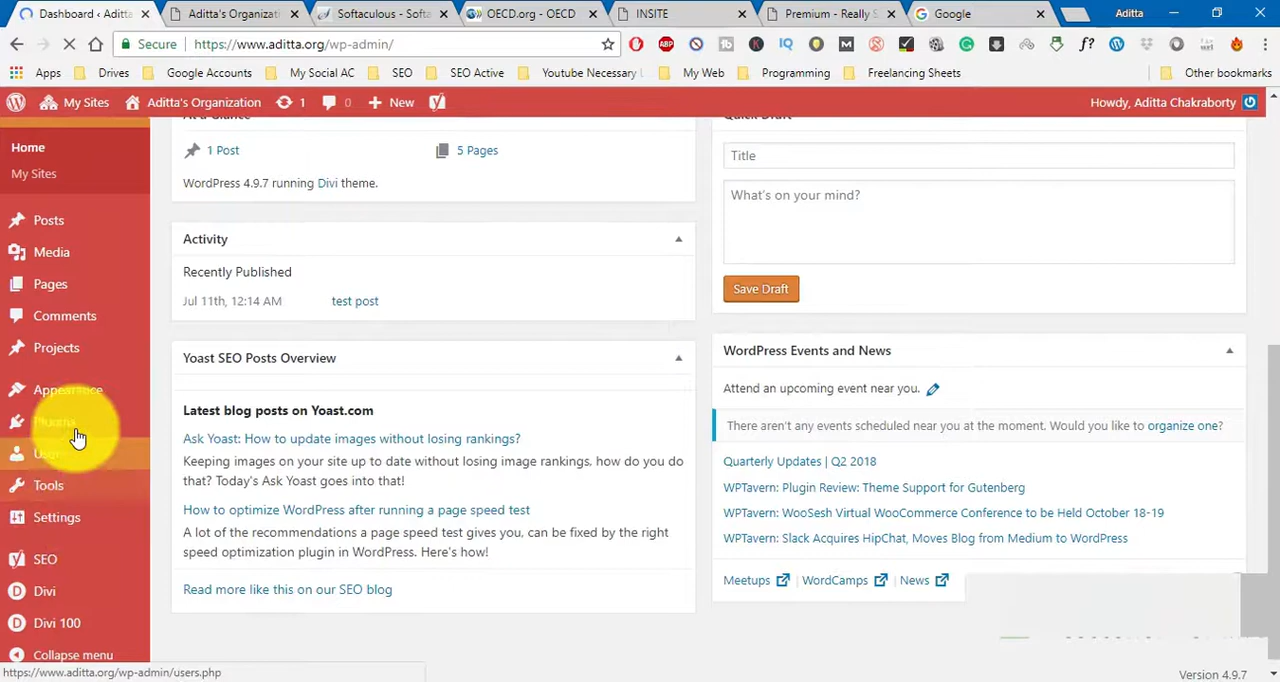 Dashboard ‹ Aditta
Aditta's Organizati
Softaculous - Softa
OECD.org - OECD
INSITE
Premium - Really S
Google
Aditta
Secure
https://www.aditta.org/wp-admin/
Apps
Drives
Google Accounts
My Social AC
SEO
SEO Active
Youtube Necessary
My Web
Programming
Freelancing Sheets
Other bookmarks
My Sites
Aditta's Organization
1
0
New
Howdy, Aditta Chakraborty
Home
My Sites
Posts
Media
Pages
Comments
Projects
Appearance
Plugins
Users
Tools
Settings
SEO
Divi
Divi 100
Collapse menu
At a Glance
1 Post
5 Pages
WordPress 4.9.7 running Divi theme.
Activity
Recently Published
Jul 11th, 12:14 AM
test post
Yoast SEO Posts Overview
Latest blog posts on Yoast.com
Ask Yoast: How to update images without losing rankings?
Keeping images on your site up to date without losing image rankings, how do you
do that? Today's Ask Yoast goes into that!
How to optimize WordPress after running a page speed test
A lot of the recommendations a page speed test gives you, can be fixed by the right
speed optimization plugin in WordPress. Here's how!
Read more like this on our SEO blog
Quick Draft
Title
What's on your mind?
Save Draft
WordPress Events and News
Attend an upcoming event near you.
There aren't any events scheduled near you at the moment. Would you like to organize one?
Quarterly Updates | Q2 2018
WPTavern: Plugin Review: Theme Support for Gutenberg
WPTavern: WooSesh Virtual WooCommerce Conference to be Held October 18-19
WPTavern: Slack Acquires HipChat, Moves Blog from Medium to WordPress
Meetups | WordCamps | News
https://www.aditta.org/wp-admin/users.php
Version 4.9.7